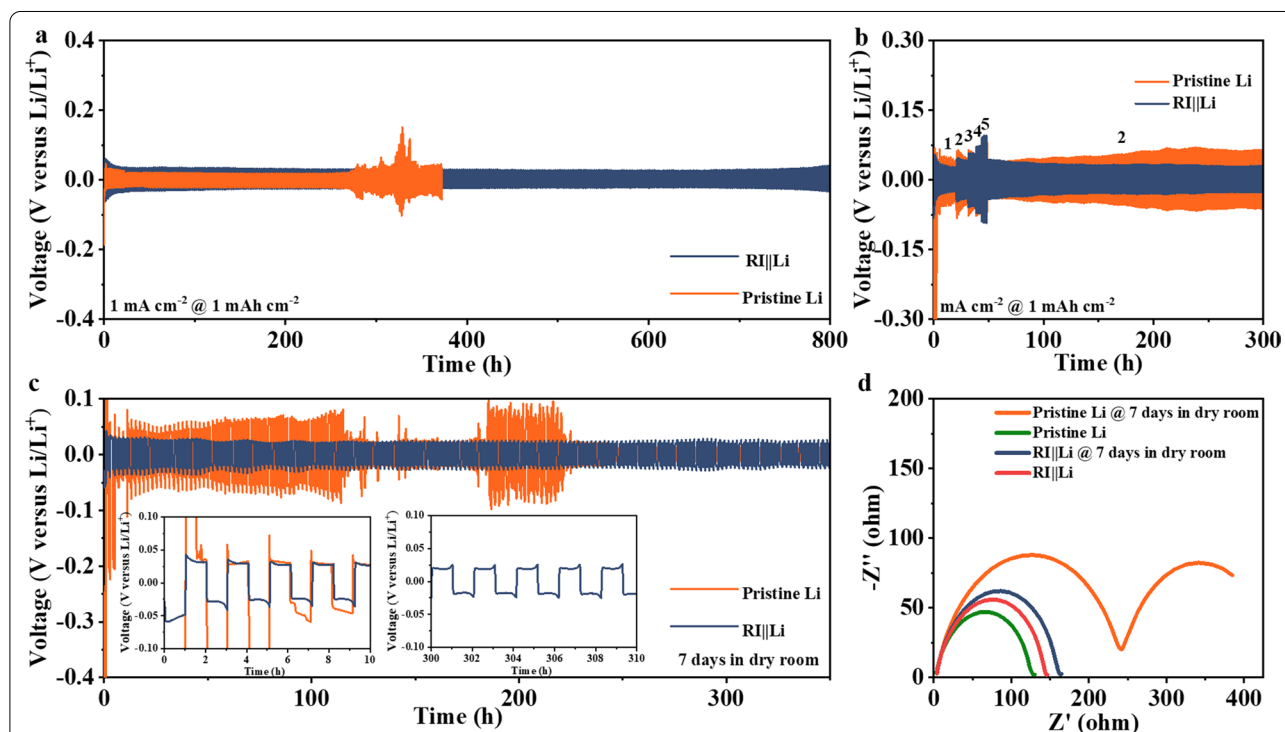 a
Voltage (V versus Li/Li⁺)
0.4
0.2
0.0
-0.2
-0.4
RI||Li
Pristine Li
1 mA cm⁻² @ 1 mAh cm⁻²
0 200 400 600 800
Time (h)
b
Voltage (V versus Li/Li⁺)
0.30
0.15
0.00
-0.15
-0.30
Pristine Li
RI||Li
1 2 3 4 5 2
mA cm⁻² @ 1 mAh cm⁻²
0 100 200 300
Time (h)
c
Voltage (V versus Li/Li⁺)
0.1
0.0
-0.1
-0.2
-0.3
-0.4
Voltage (V versus Li/Li⁺)
0.10
0.05
0.00
-0.05
-0.10
0 2 4 6 8 10
Time (h)
Voltage (V versus Li/Li⁺)
0.10
0.05
0.00
-0.05
-0.10
300 302 304 306 308 310
Time (h)
Pristine Li
RI||Li
7 days in dry room
0 100 200 300
Time (h)
d
-Z'' (ohm)
200
150
100
50
0
Pristine Li @ 7 days in dry room
Pristine Li
RI||Li @ 7 days in dry room
RI||Li
0 100 200 300 400
Z' (ohm)